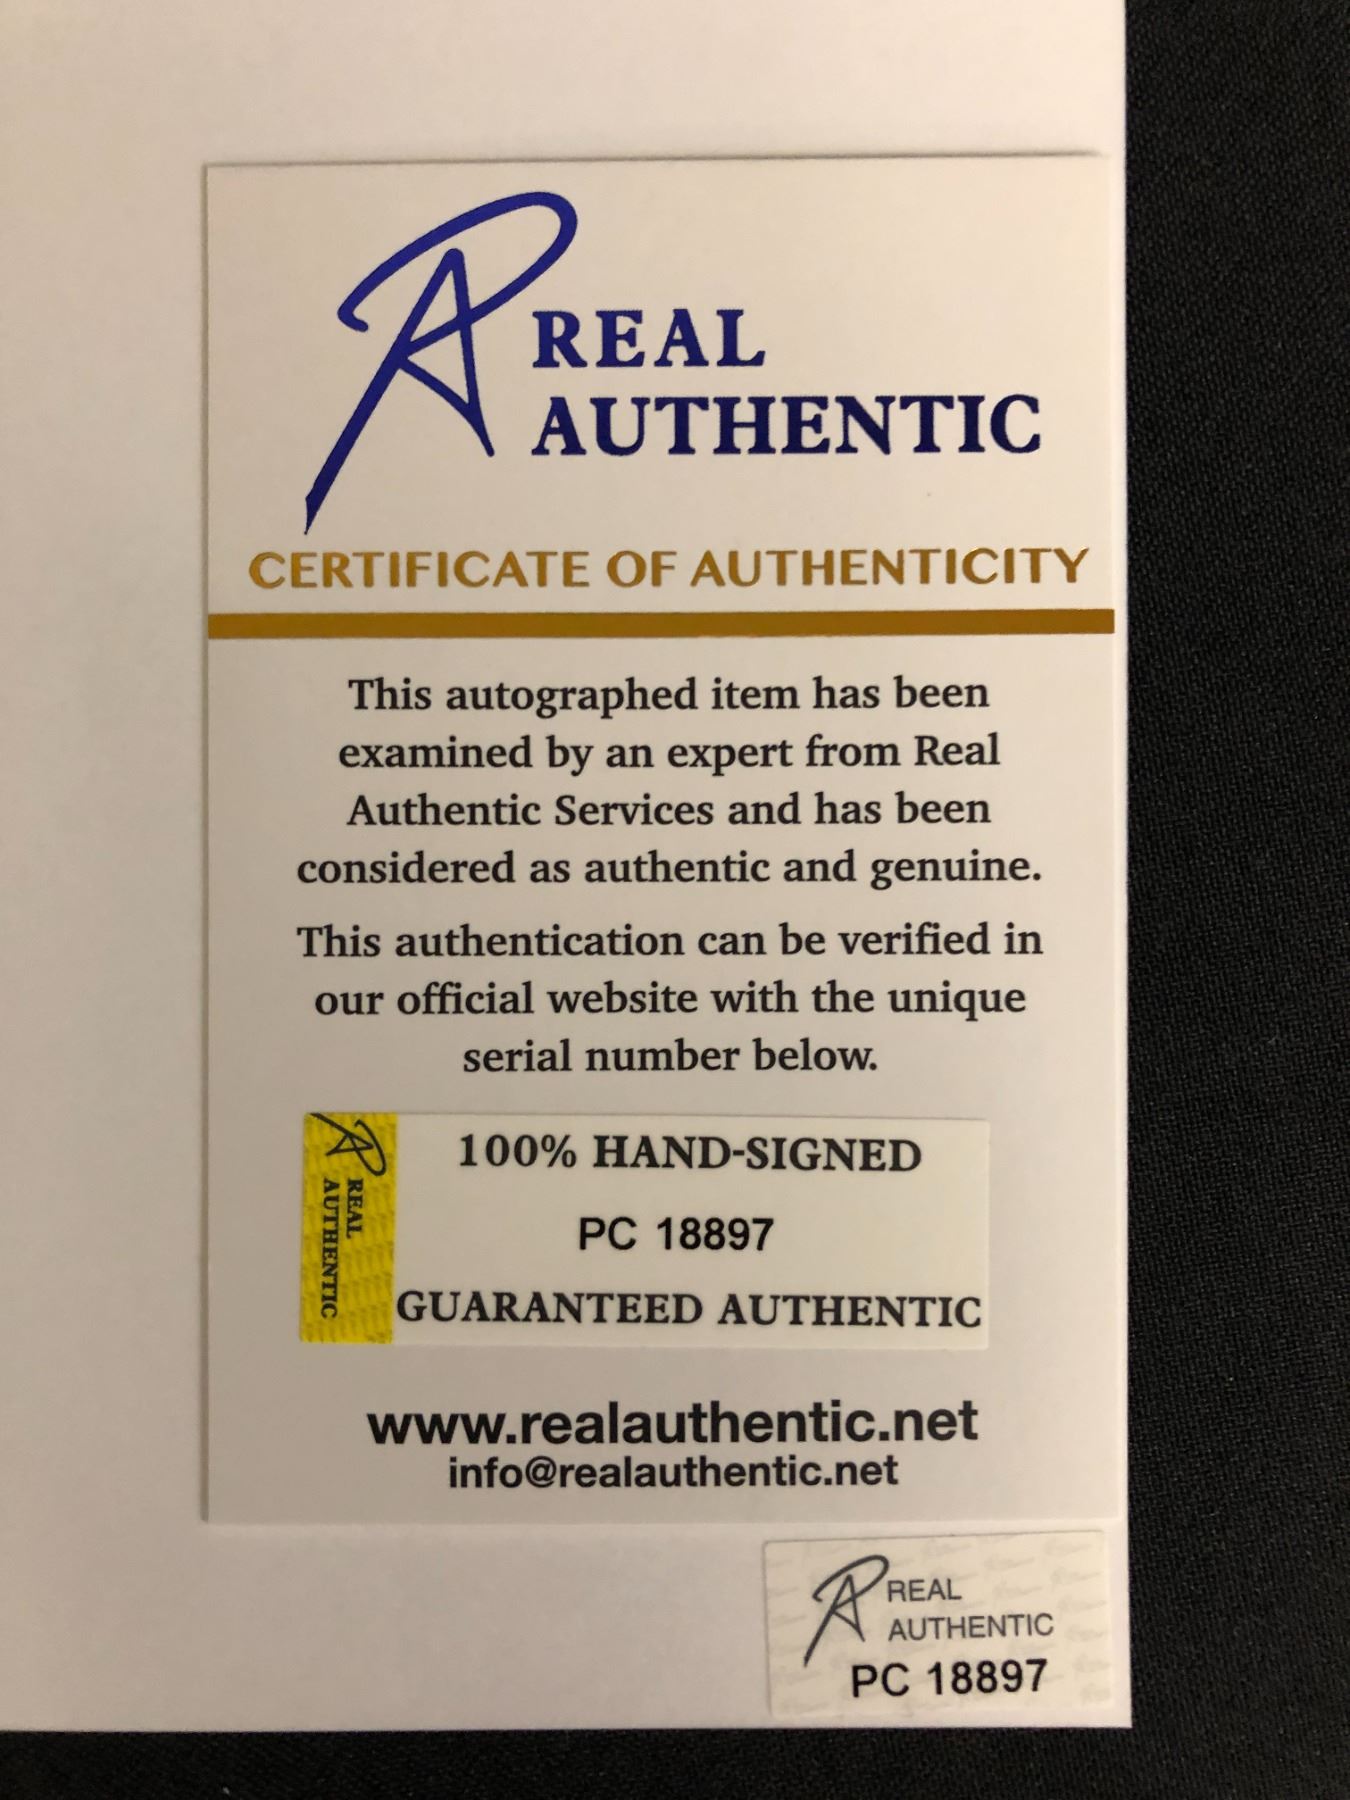 RA REAL
AUTHENTIC
CERTIFICATE OF AUTHENTICITY
This autographed item has been
examined by an expert from Real
Authentic Services and has been
considered as authentic and genuine.
This authentication can be verified in
our official website with the unique
serial number below.
RA REAL
AUTHENTIC
100% HAND-SIGNED
PC 18897
GUARANTEED AUTHENTIC
www.realauthentic.net
info@realauthentic.net
RA REAL
AUTHENTIC
PC 18897